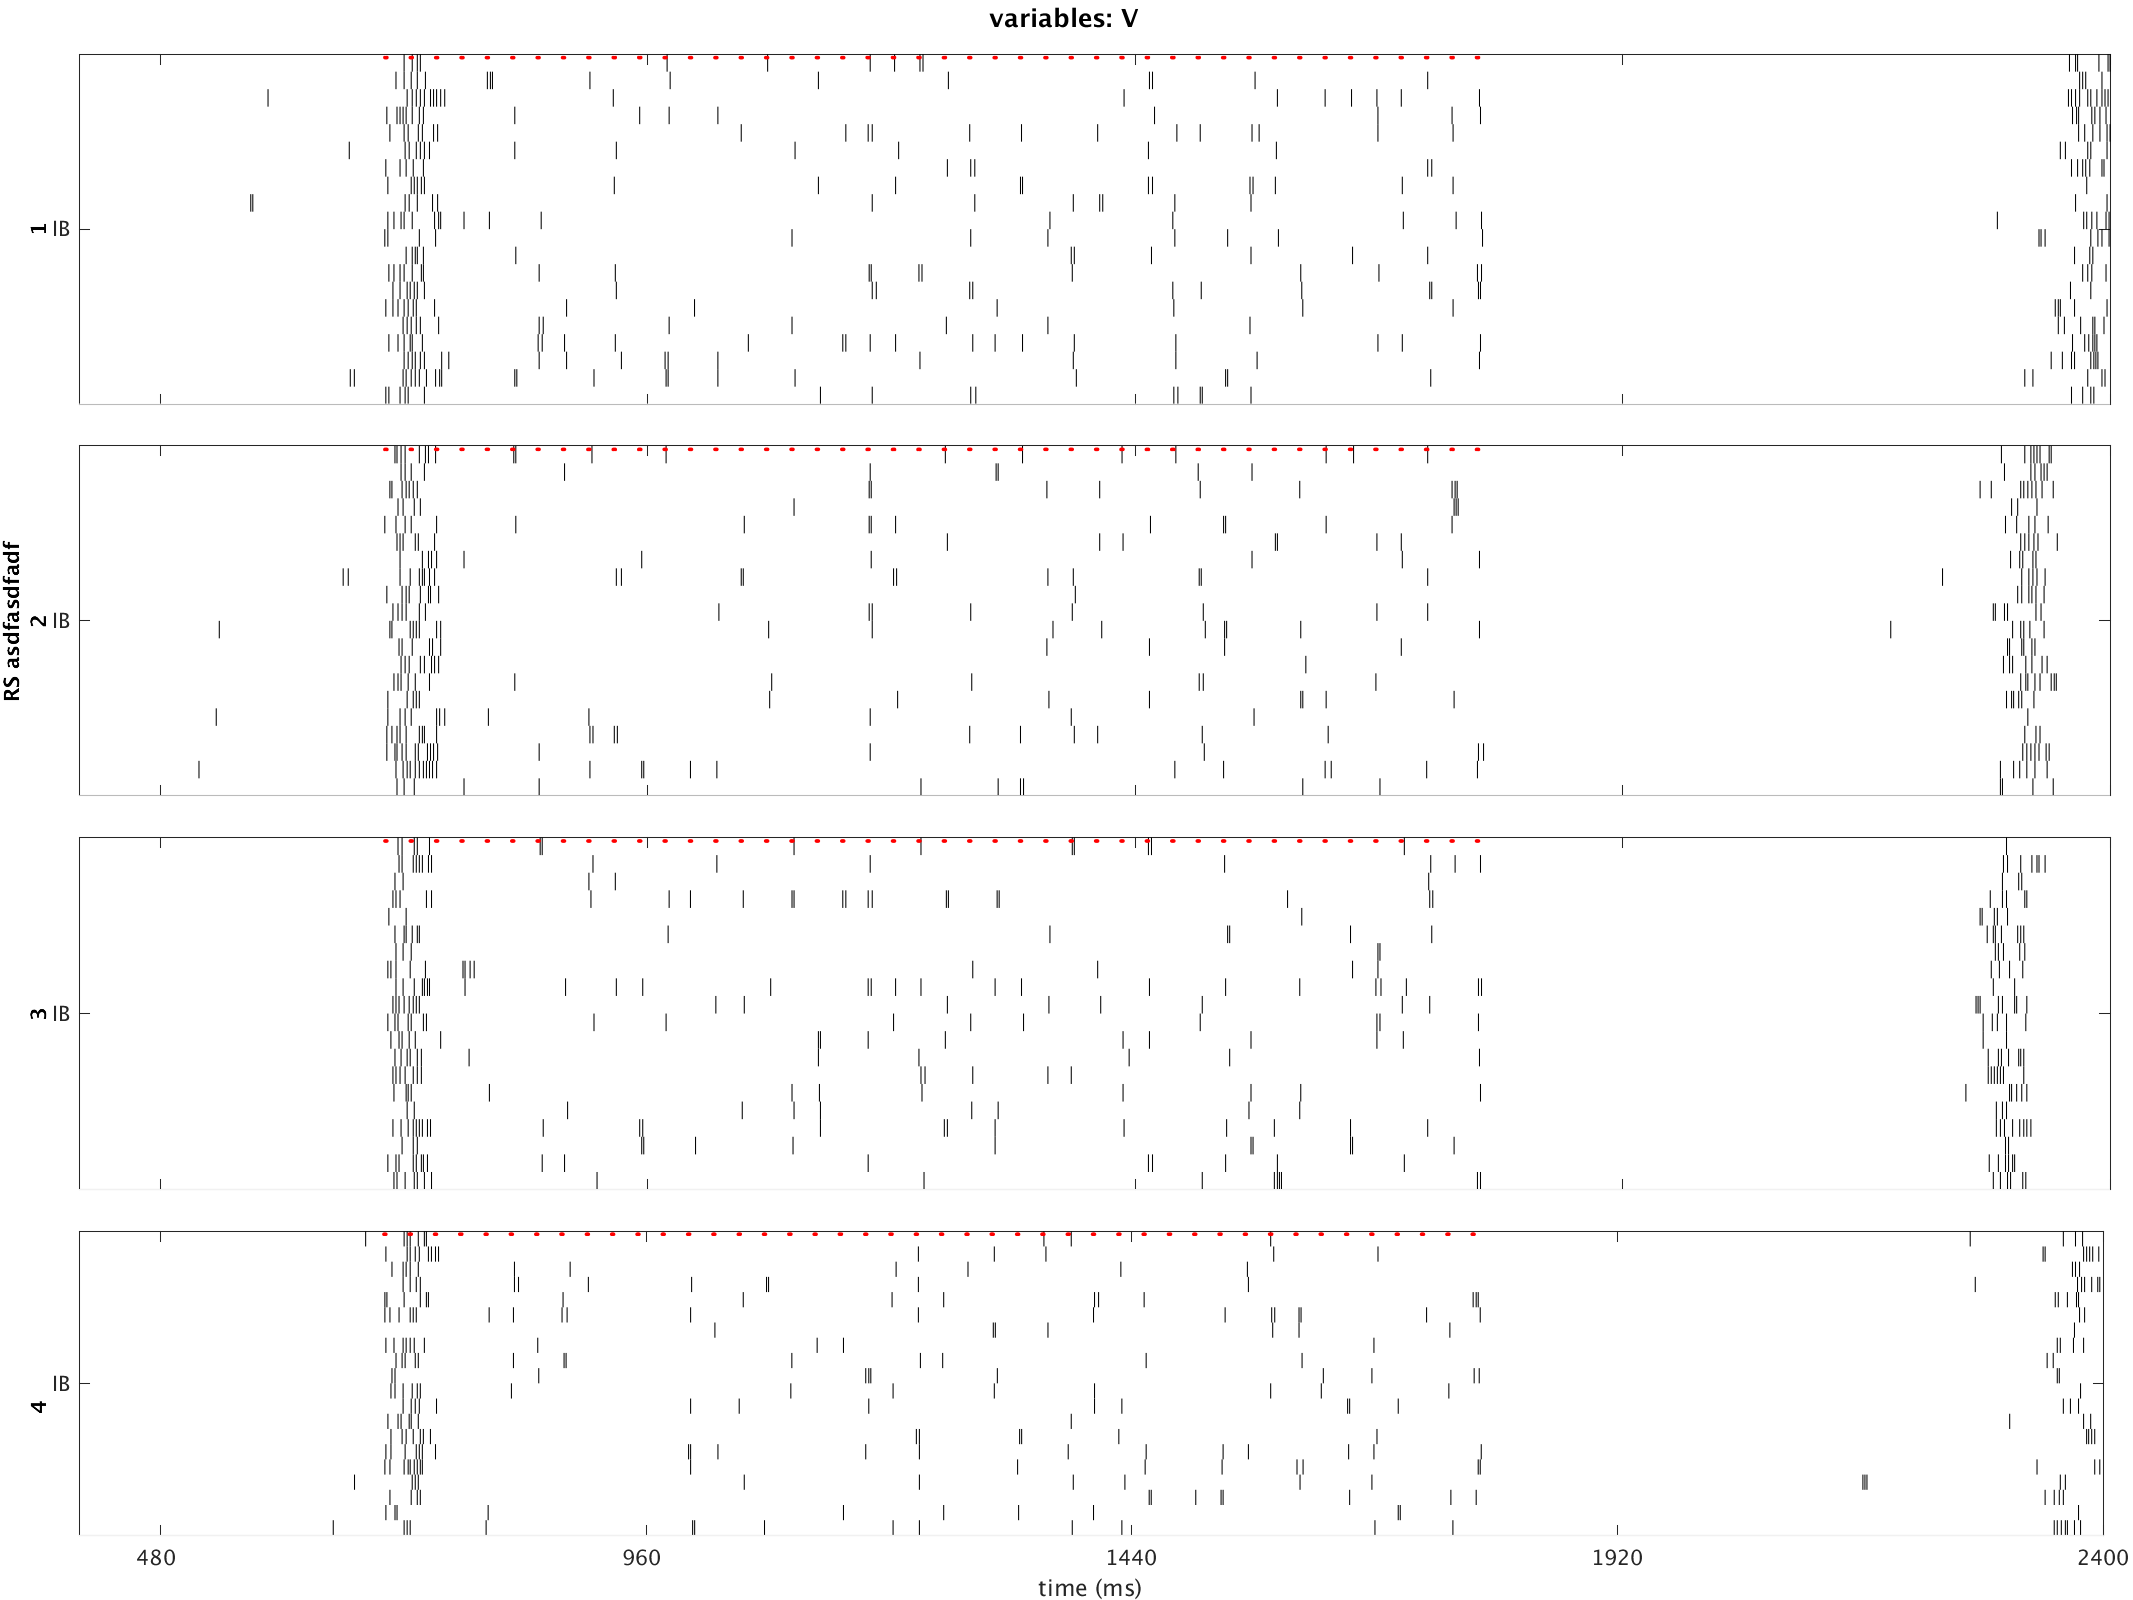 variables: V
RS asdfasdfadf
1 IB
2 IB
3 IB
4 IB
480 960 1440 1920 2400
time (ms)